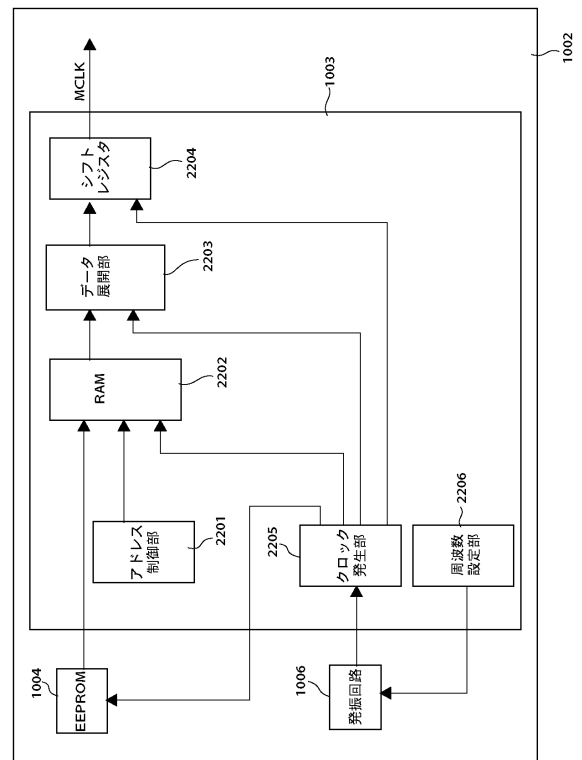 1002
1003
MCLK
シフト
レジスタ
2204
データ
展開部
2203
RAM
2202
アドレス
制御部
2201
クロック
発生部
2205
周波数
設定部
2206
EEPROM
1004
発振回路
1006